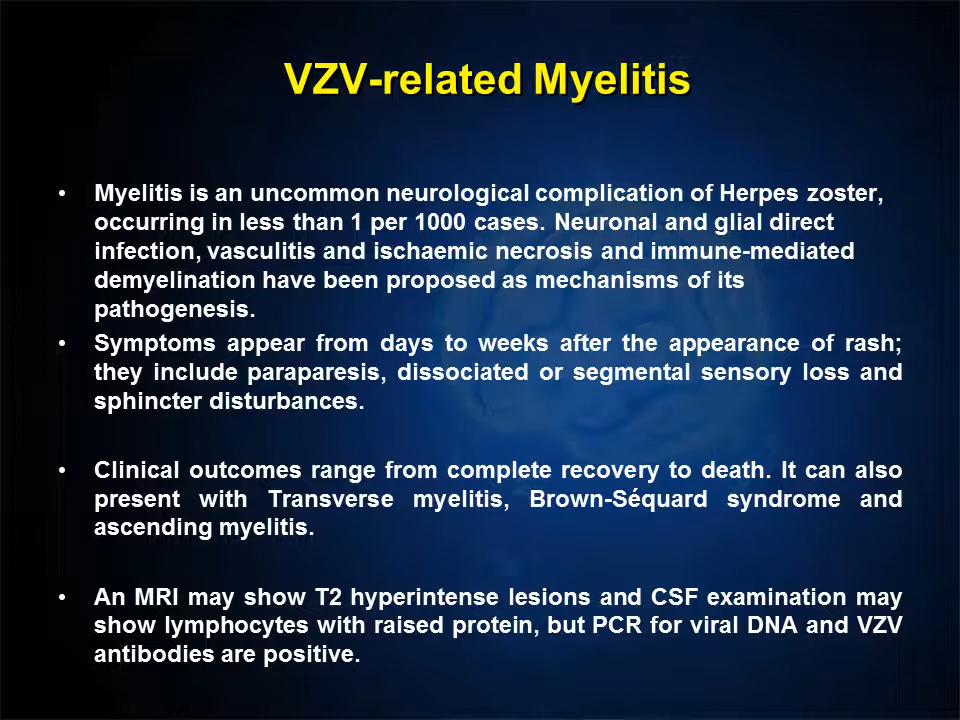 VZV-related Myelitis
• Myelitis is an uncommon neurological complication of Herpes zoster,
occurring in less than 1 per 1000 cases. Neuronal and glial direct
infection, vasculitis and ischaemic necrosis and immune-mediated
demyelination have been proposed as mechanisms of its
pathogenesis.
• Symptoms appear from days to weeks after the appearance of rash;
they include paraparesis, dissociated or segmental sensory loss and
sphincter disturbances.
• Clinical outcomes range from complete recovery to death. It can also
present with Transverse myelitis, Brown-Séquard syndrome and
ascending myelitis.
• An MRI may show T2 hyperintense lesions and CSF examination may
show lymphocytes with raised protein, but PCR for viral DNA and VZV
antibodies are positive.